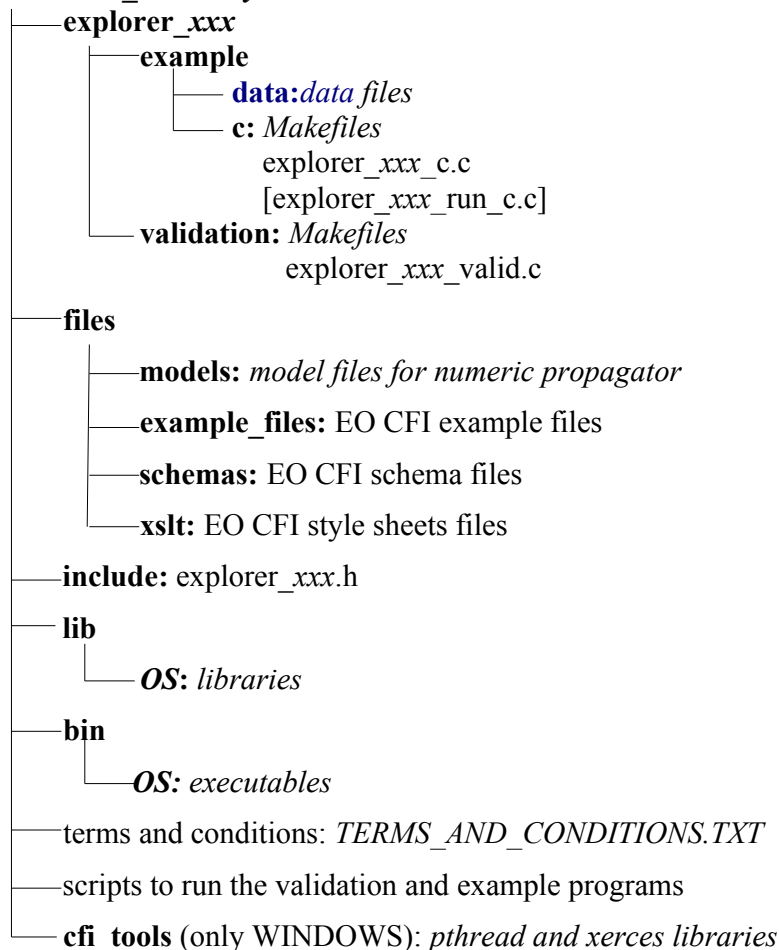 explorer_xxx
example
data:data files
c: Makefiles
explorer_xxx_c.c
[explorer_xxx_run_c.c]
validation: Makefiles
explorer_xxx_valid.c
files
models: model files for numeric propagator
example_files: EO CFI example files
schemas: EO CFI schema files
xslt: EO CFI style sheets files
include: explorer_xxx.h
lib
OS: libraries
bin
OS: executables
terms and conditions: TERMS_AND_CONDITIONS.TXT
scripts to run the validation and example programs
cfi_tools (only WINDOWS): pthread and xerces libraries